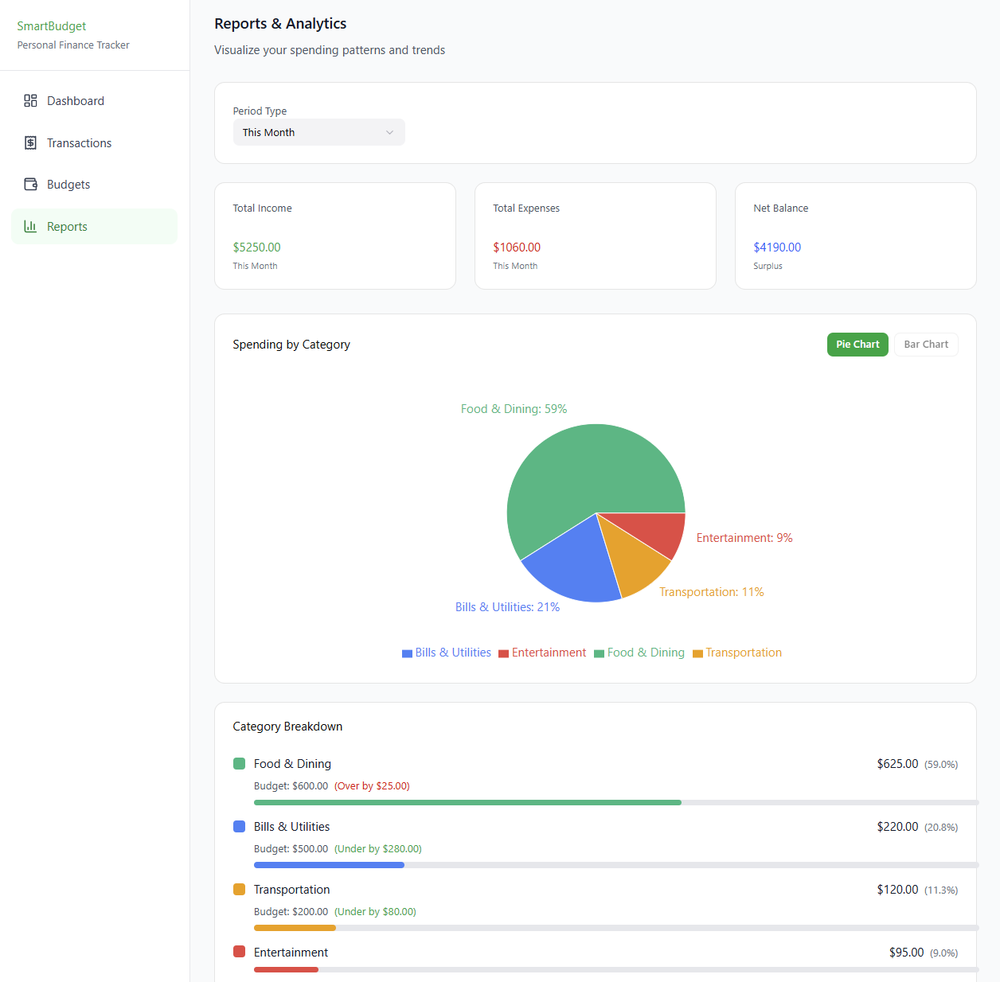 SmartBudget
Personal Finance Tracker
Dashboard
Transactions
Budgets
Reports
Reports & Analytics
Visualize your spending patterns and trends
Period Type
This Month
Total Income
$5250.00
This Month
Total Expenses
$1060.00
This Month
Net Balance
$4190.00
Surplus
Spending by Category
Pie Chart
Bar Chart
Food & Dining: 59%
Entertainment: 9%
Transportation: 11%
Bills & Utilities: 21%
Bills & Utilities Entertainment Food & Dining Transportation
Category Breakdown
Food & Dining $625.00 (59.0%)
Budget: $600.00 (Over by $25.00)
Bills & Utilities $220.00 (20.8%)
Budget: $500.00 (Under by $280.00)
Transportation $120.00 (11.3%)
Budget: $200.00 (Under by $80.00)
Entertainment $95.00 (9.0%)